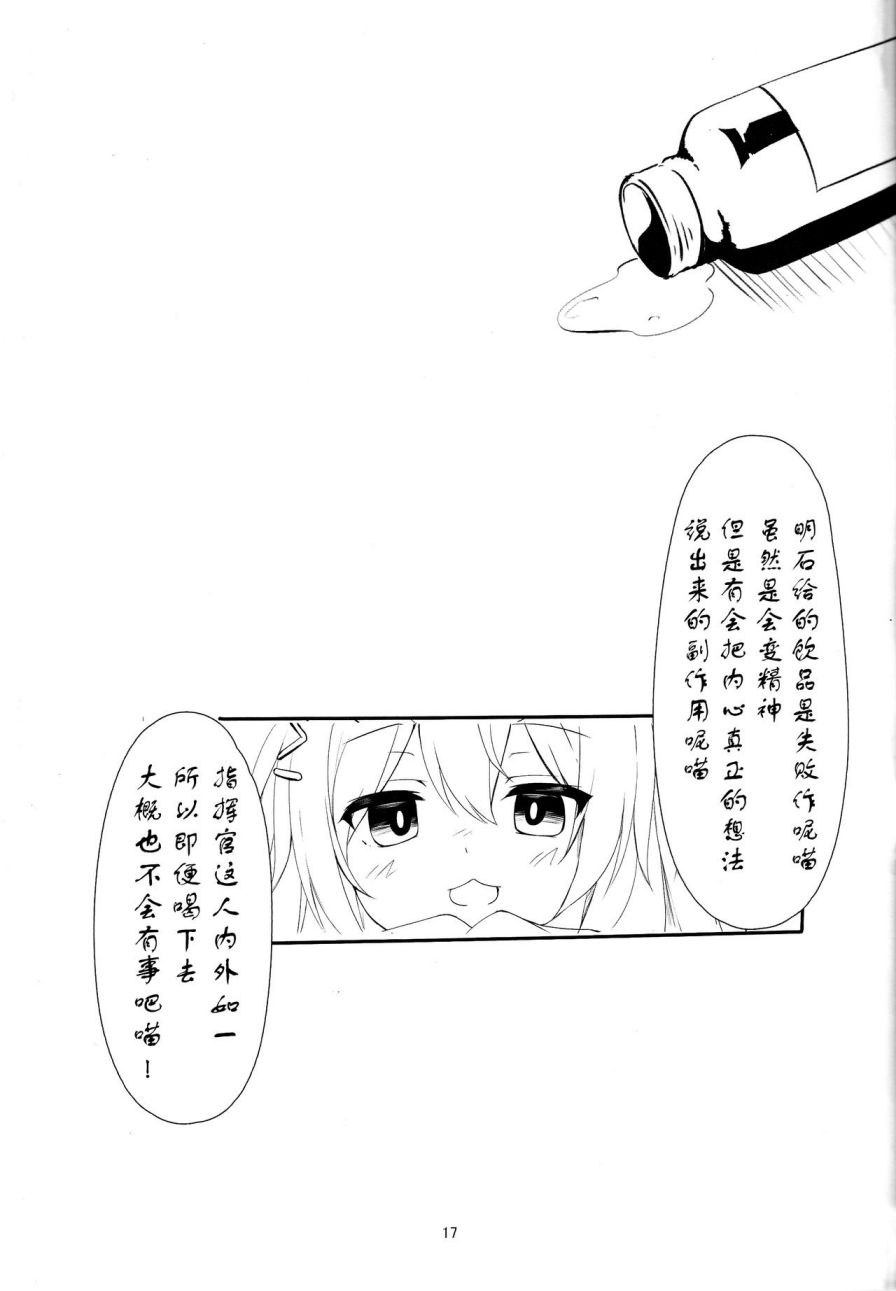 明石给的飲品是失败作呢喵
虽然是会变精神
但是有会把内心真正的想法
说出来的副作用呢喵
指挥官这人内外如一
所以即便喝下去
大概也不会有事吧喵！
17